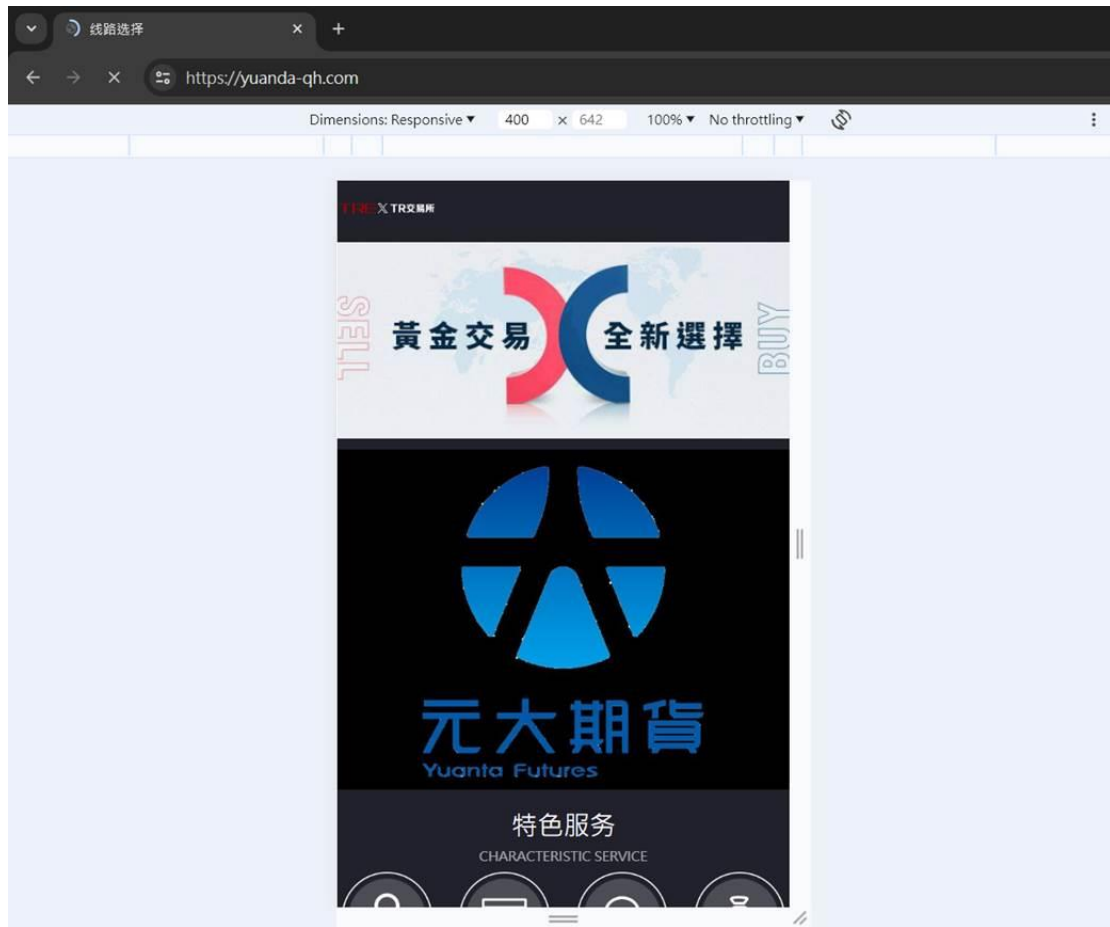 线路选择
https://yuanda-qh.com
Dimensions: Responsive ▼ 400 × 642 100% ▼ No throttling ▼
TREX TR交易所
SELL
黃金交易 全新選擇
BUY
元大期貨
Yuanta Futures
特色服务
CHARACTERISTIC SERVICE